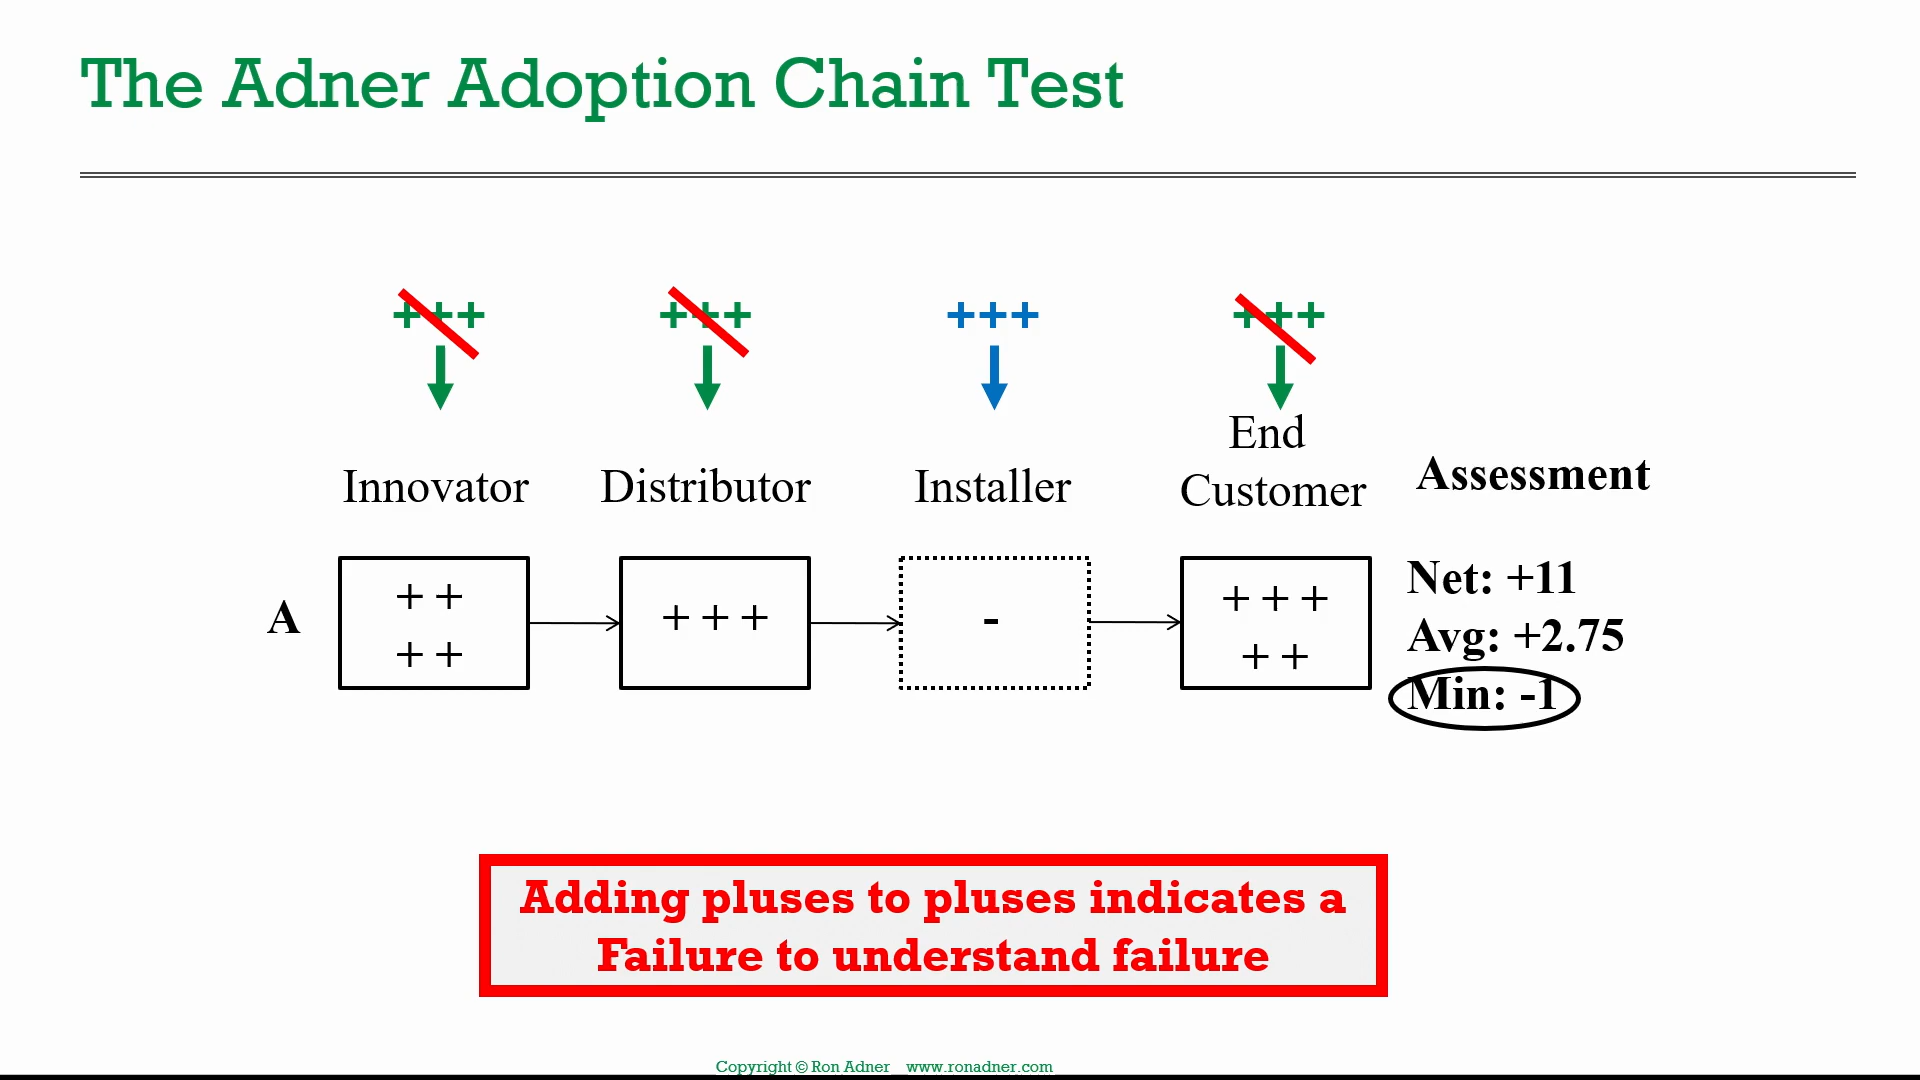 The Adner Adoption Chain Test
+++ +++ +++ +++
Innovator
Distributor
Installer
End
Customer
Assessment
A
+ +
+ +
+ + +
-
+ + +
+ +
Net: +11
Avg: +2.75
Min: -1
Adding pluses to pluses indicates a
Failure to understand failure
Copyright © Ron Adner www.ronadner.com